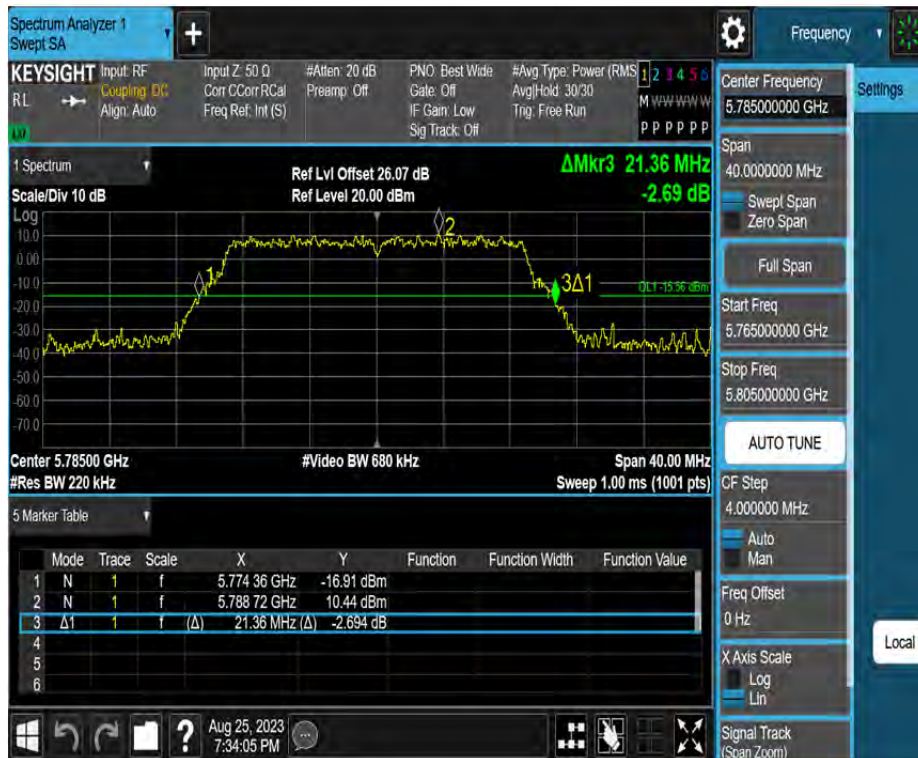 Spectrum Analyzer 1
Swept SA
+
Frequency
KEYSIGHT
RL
Input: RF
Coupling: DC
Align: Auto
Input Z: 50 Ω
Corr CCorr RCal
Freq Ref: Int (S)
#Atten: 20 dB
Preamp: Off
PNO: Best Wide
Gate: Off
IF Gain: Low
Sig Track: Off
#Avg Type: Power (RMS
Avg|Hold: 30/30
Trig: Free Run
1 2 3 4 5 6
M W W W W W
P P P P P P
1 Spectrum
Scale/Div 10 dB
Ref Lvl Offset 26.07 dB
Ref Level 20.00 dBm
ΔMkr3 21.36 MHz
-2.69 dB
Log
10.0
0.00
-10.0
-20.0
-30.0
-40.0
-50.0
-60.0
-70.0
1
2
3Δ1
DL1 -15.56 dBm
Center 5.78500 GHz
#Res BW 220 kHz
#Video BW 680 kHz
Span 40.00 MHz
Sweep 1.00 ms (1001 pts)
5 Marker Table
Mode Trace Scale X Y Function Function Width Function Value
1 N 1 f 5.774 36 GHz -16.91 dBm
2 N 1 f 5.788 72 GHz 10.44 dBm
3 Δ1 1 f (Δ) 21.36 MHz (Δ) -2.694 dB
4
5
6
?
Aug 25, 2023
7:34:05 PM
Center Frequency
5.785000000 GHz
Settings
Span
40.0000000 MHz
Swept Span
Zero Span
Full Span
Start Freq
5.765000000 GHz
Stop Freq
5.805000000 GHz
AUTO TUNE
CF Step
4.000000 MHz
Auto
Man
Freq Offset
0 Hz
X Axis Scale
Log
Lin
Local
Signal Track
(Span Zoom)